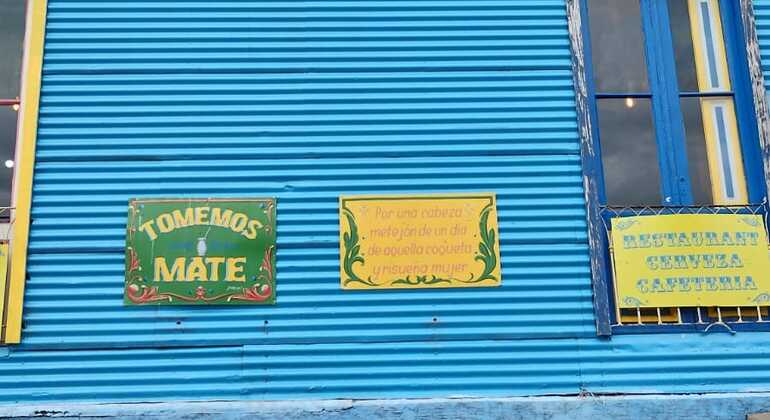 TOMEMOS
MATE
Por una cabeza
metejón de un día
de aquella coqueta
y risueña mujer
RESTAURANT
CERVEZA
CAFETERIA